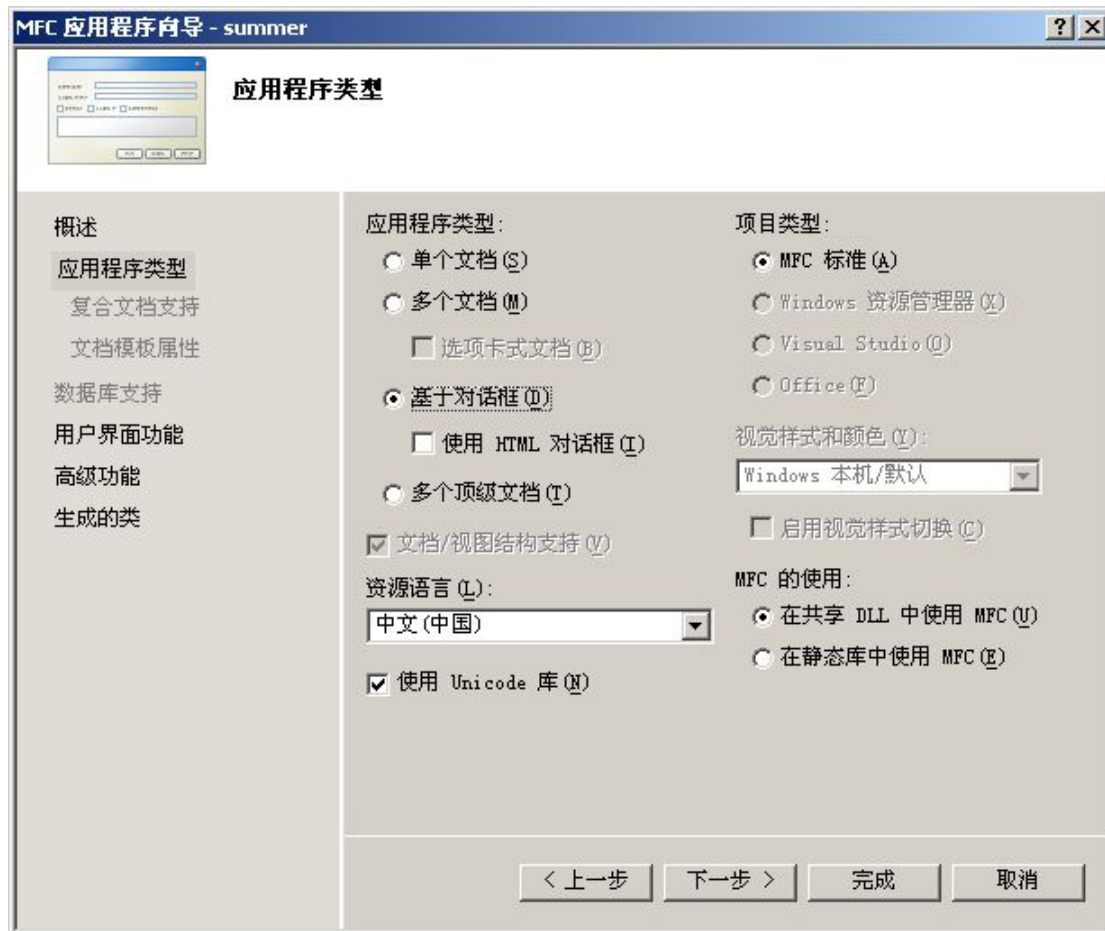 MFC 应用程序向导 - summer
应用程序类型
概述
应用程序类型
复合文档支持
文档模板属性
数据库支持
用户界面功能
高级功能
生成的类
应用程序类型:
单个文档(S)
多个文档(M)
选项卡式文档(B)
基于对话框(D)
使用 HTML 对话框(I)
多个顶级文档(T)
文档/视图结构支持(V)
资源语言(L):
中文(中国)
使用 Unicode 库(N)
项目类型:
MFC 标准(A)
Windows 资源管理器(X)
Visual Studio(O)
Office(F)
视觉样式和颜色(Y):
Windows 本机/默认
启用视觉样式切换(C)
MFC 的使用:
在共享 DLL 中使用 MFC(U)
在静态库中使用 MFC(E)
< 上一步
下一步 >
完成
取消